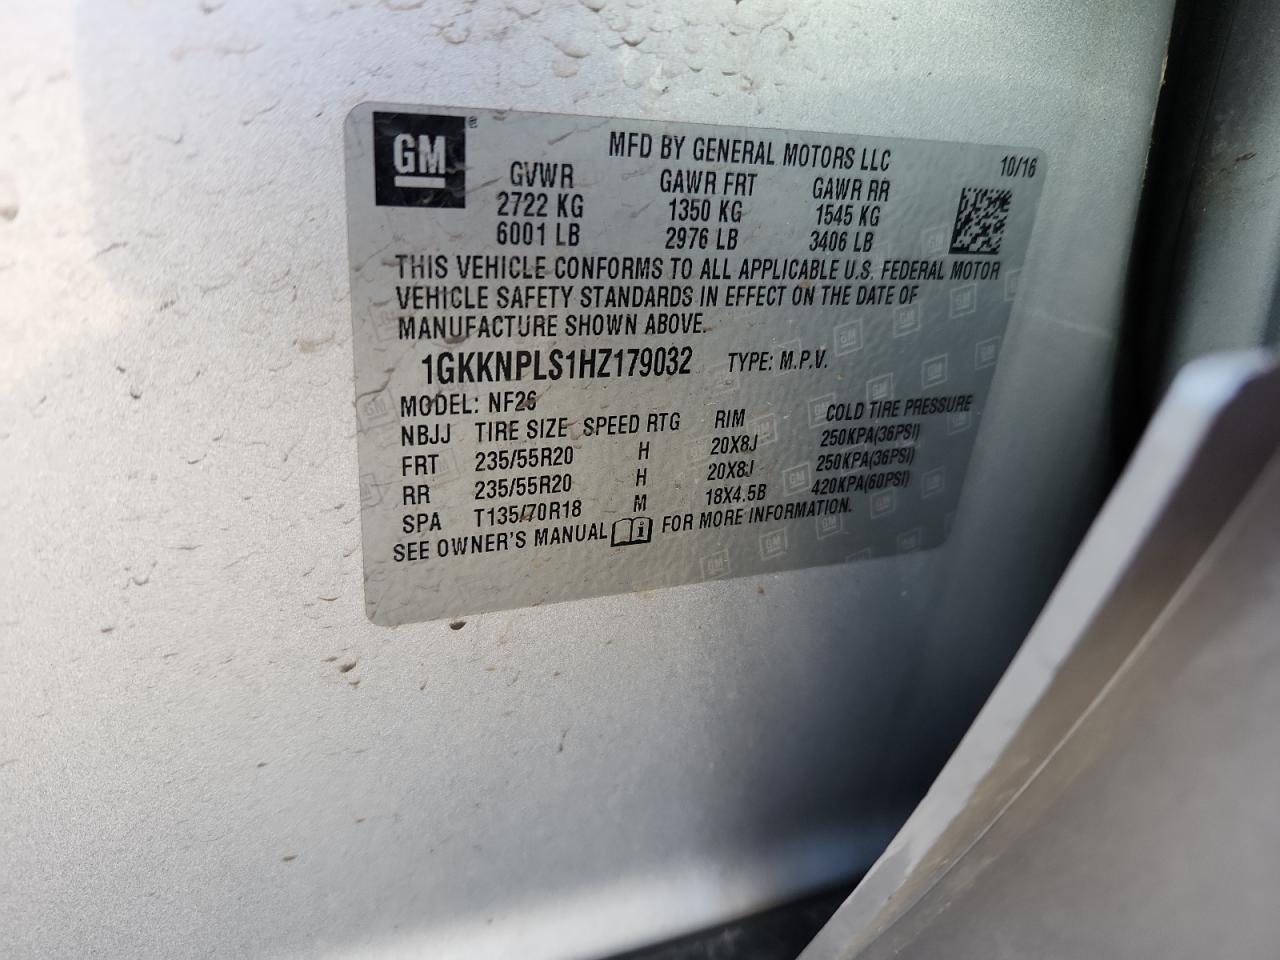 GM ®
MFD BY GENERAL MOTORS LLC 10/16
GVWR GAWR FRT GAWR RR
2722 KG 1350 KG 1545 KG
6001 LB 2976 LB 3406 LB
THIS VEHICLE CONFORMS TO ALL APPLICABLE U.S. FEDERAL MOTOR
VEHICLE SAFETY STANDARDS IN EFFECT ON THE DATE OF
MANUFACTURE SHOWN ABOVE.
1GKKNPLS1HZ179032 TYPE: M.P.V.
MODEL: NF26
NBJJ TIRE SIZE SPEED RTG RIM COLD TIRE PRESSURE
FRT 235/55R20 H 20X8J 250KPA(36PSI)
RR 235/55R20 H 20X8J 250KPA(36PSI)
SPA T135/70R18 M 18X4.5B 420KPA(60PSI)
SEE OWNER'S MANUAL i FOR MORE INFORMATION.